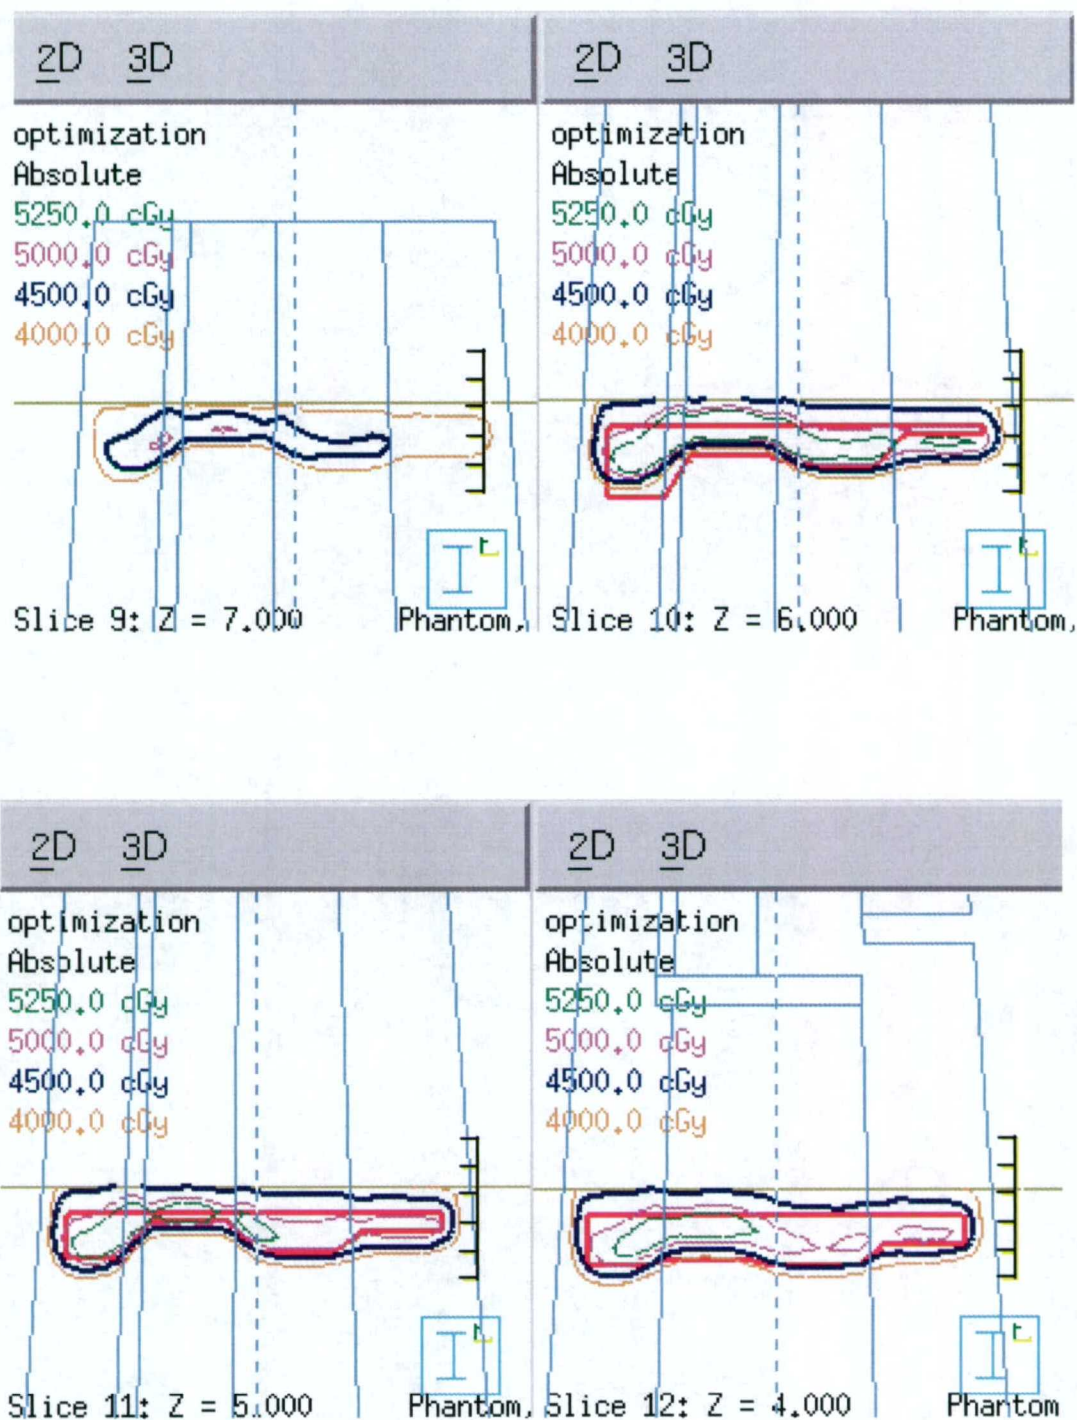 2D 3D
optimization
Absolute
5250.0 cGy
5000.0 cGy
4500.0 cGy
4000.0 cGy
Slice 9: Z = 7.000 Phantom,
2D 3D
optimization
Absolute
5250.0 cGy
5000.0 cGy
4500.0 cGy
4000.0 cGy
Slice 10: Z = 6.000 Phantom,
2D 3D
optimization
Absolute
5250.0 cGy
5000.0 cGy
4500.0 cGy
4000.0 cGy
Slice 11: Z = 5.000 Phantom,
2D 3D
optimization
Absolute
5250.0 cGy
5000.0 cGy
4500.0 cGy
4000.0 cGy
Slice 12: Z = 4.000 Phantom